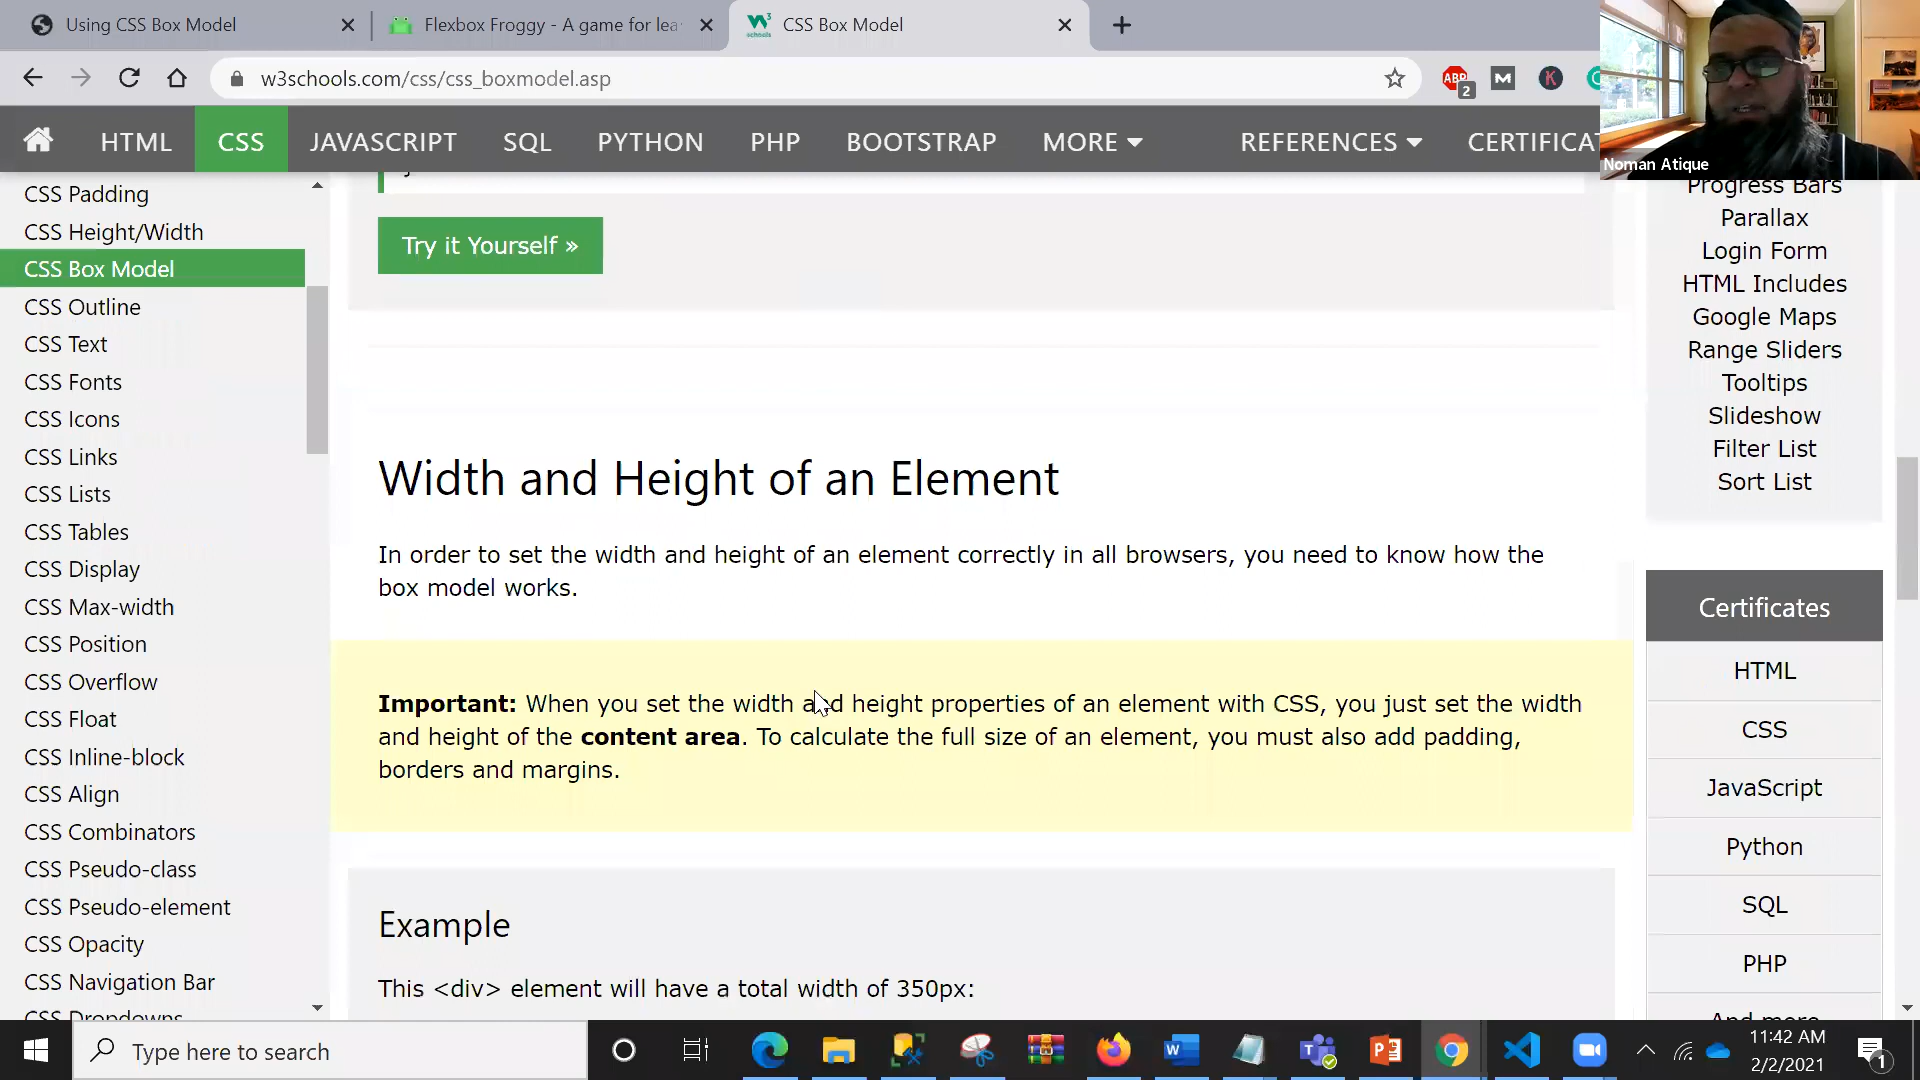 Using CSS Box Model
Flexbox Froggy - A game for lea
CSS Box Model
w3schools.com/css/css_boxmodel.asp
ABP
2
M
K
HTML
CSS
JAVASCRIPT
SQL
PYTHON
PHP
BOOTSTRAP
MORE
REFERENCES
CERTIFICA
Noman Atique
CSS Padding
CSS Height/Width
CSS Box Model
CSS Outline
CSS Text
CSS Fonts
CSS Icons
CSS Links
CSS Lists
CSS Tables
CSS Display
CSS Max-width
CSS Position
CSS Overflow
CSS Float
CSS Inline-block
CSS Align
CSS Combinators
CSS Pseudo-class
CSS Pseudo-element
CSS Opacity
CSS Navigation Bar
CSS Dropdowns
Try it Yourself »
Width and Height of an Element
In order to set the width and height of an element correctly in all browsers, you need to know how the
box model works.
Important: When you set the width and height properties of an element with CSS, you just set the width
and height of the content area. To calculate the full size of an element, you must also add padding,
borders and margins.
Example
This <div> element will have a total width of 350px:
Progress Bars
Parallax
Login Form
HTML Includes
Google Maps
Range Sliders
Tooltips
Slideshow
Filter List
Sort List
Certificates
HTML
CSS
JavaScript
Python
SQL
PHP
And more
Type here to search
11:42 AM
2/2/2021
1